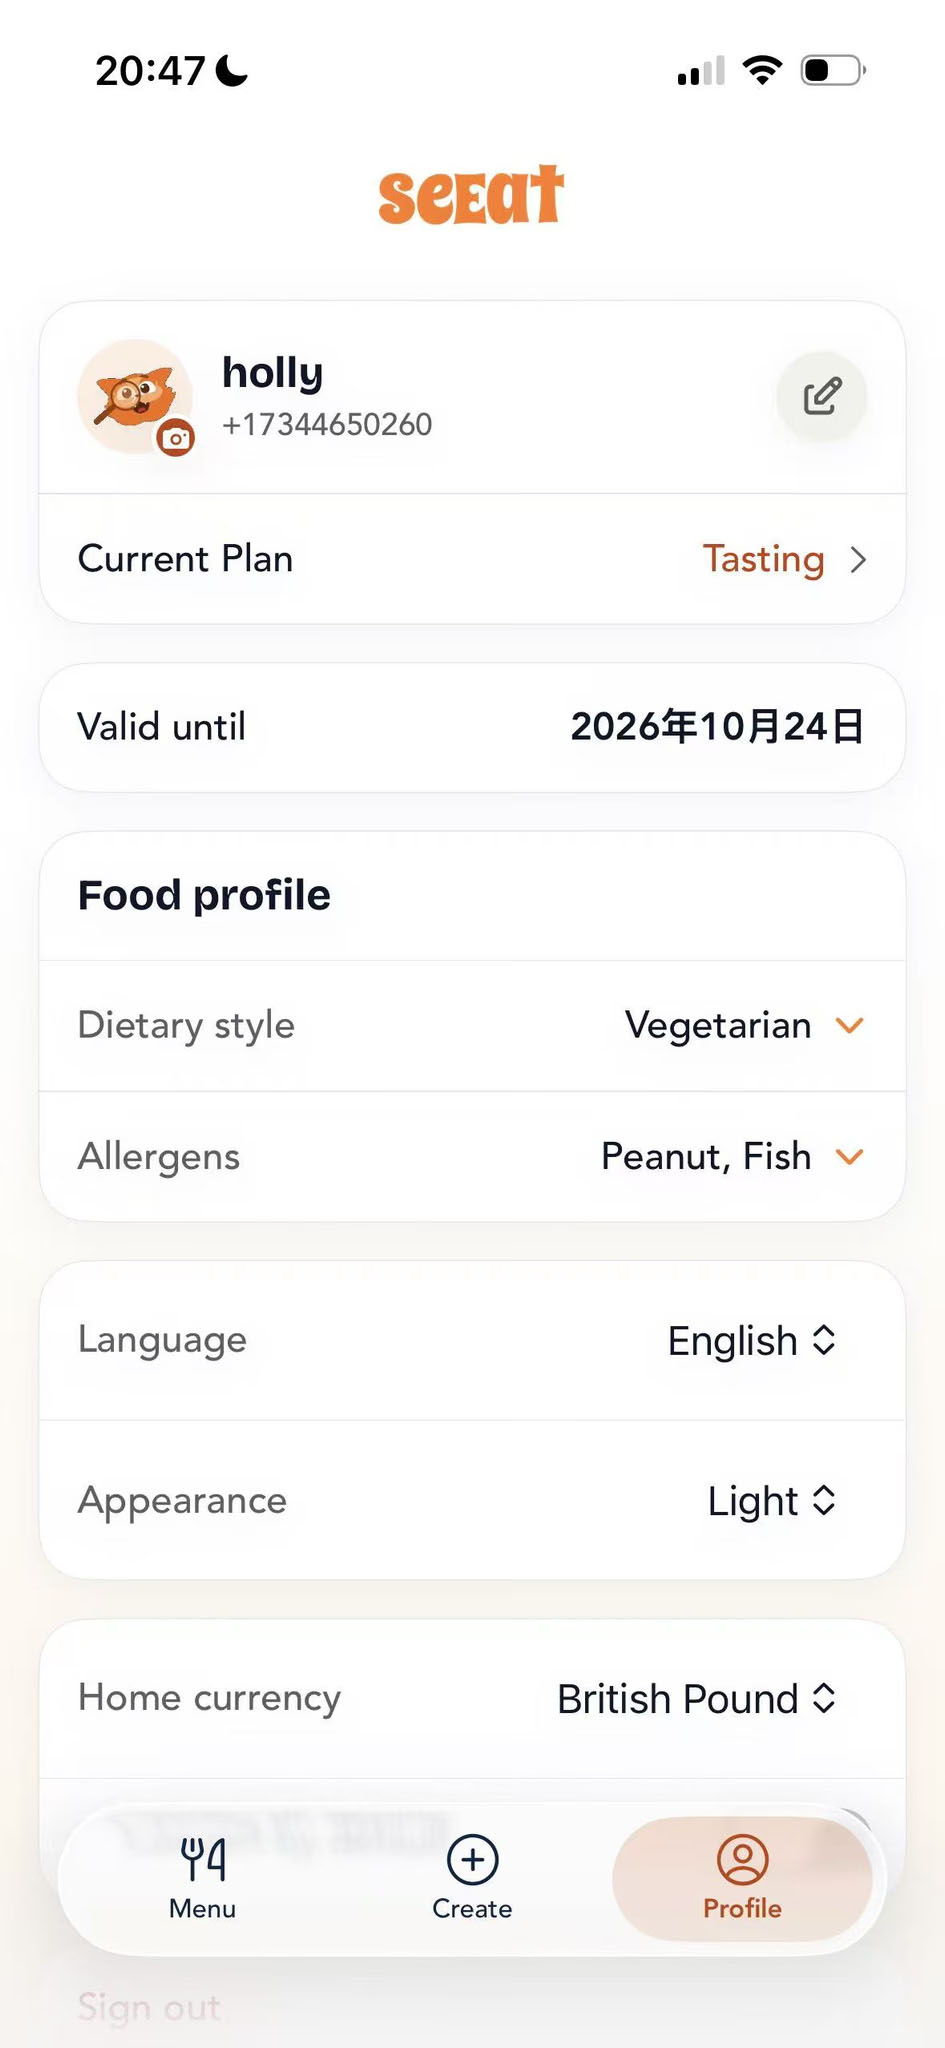 20:47
seEat
holly
+17344650260
Current Plan
Tasting
Valid until
2026年10月24日
Food profile
Dietary style
Vegetarian
Allergens
Peanut, Fish
Language
English
Appearance
Light
Home currency
British Pound
Menu
Create
Profile
Sign out